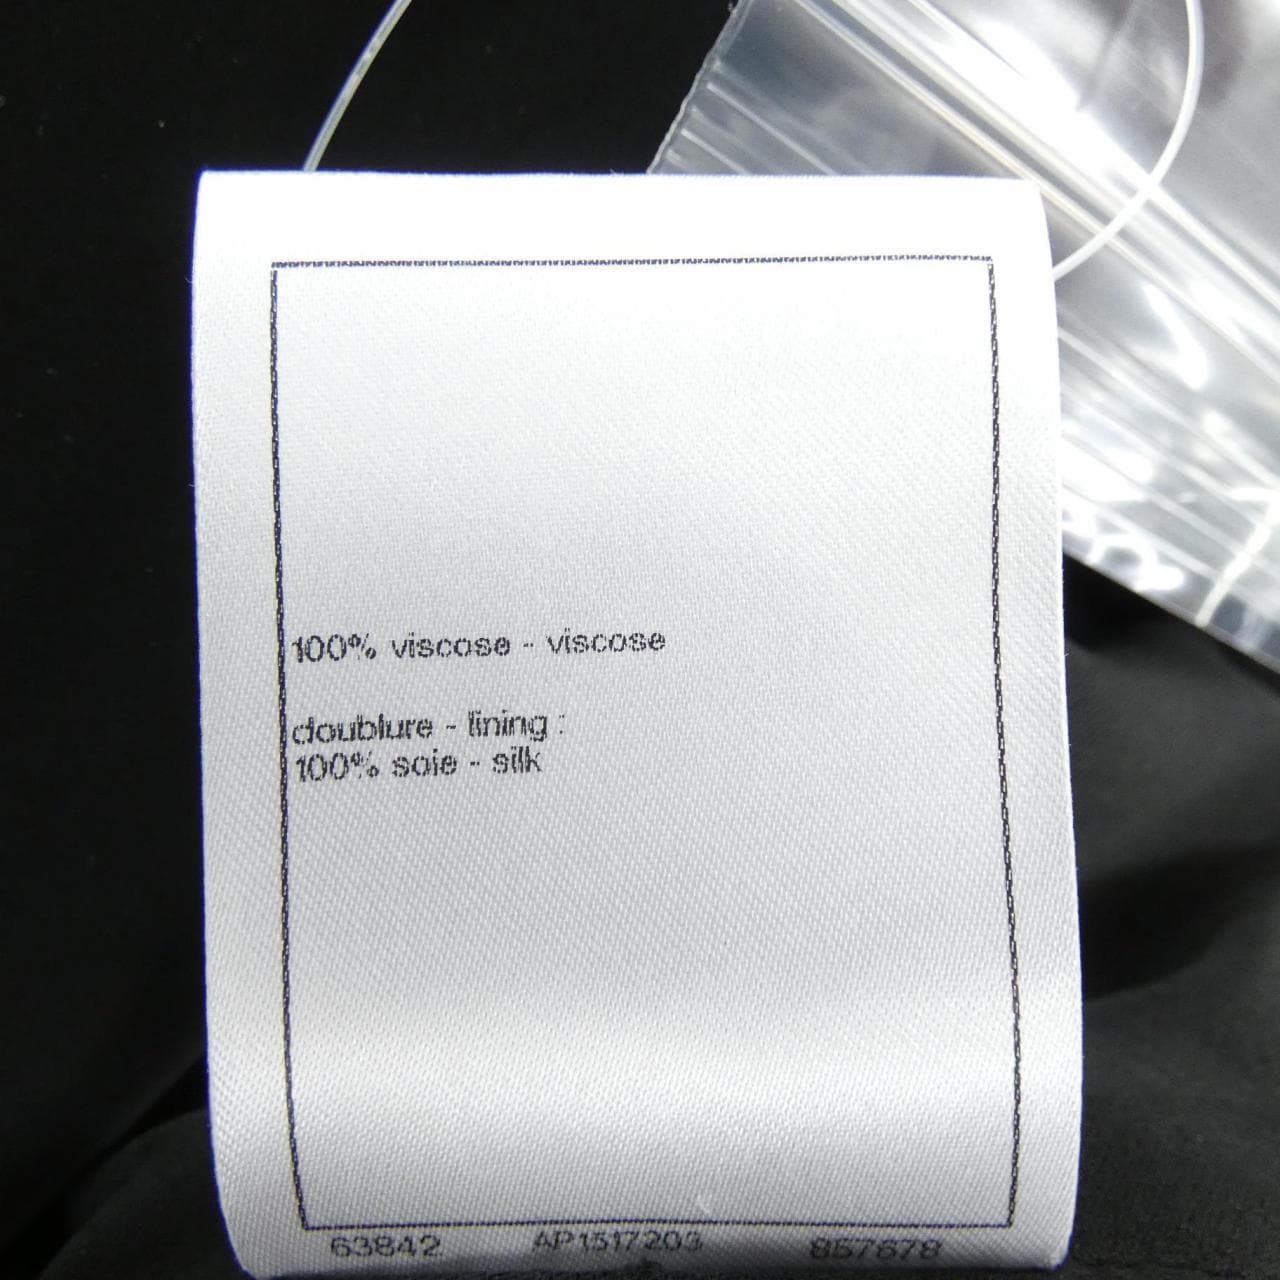 100% viscose - viscose
doublure - lining :
100% soie - silk
63842 AP1517203 857678